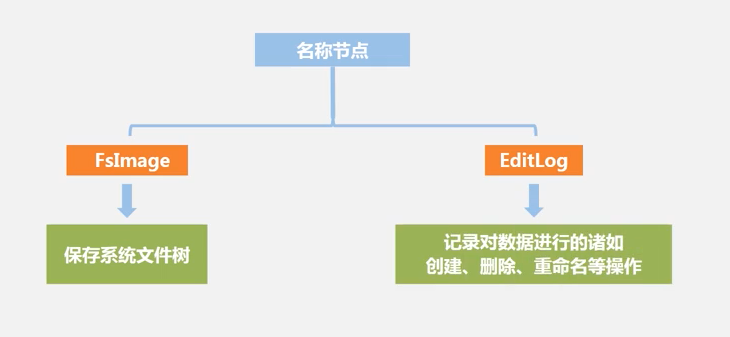 名称节点
FsImage
EditLog
保存系统文件树
记录对数据进行的诸如
创建、删除、重命名等操作